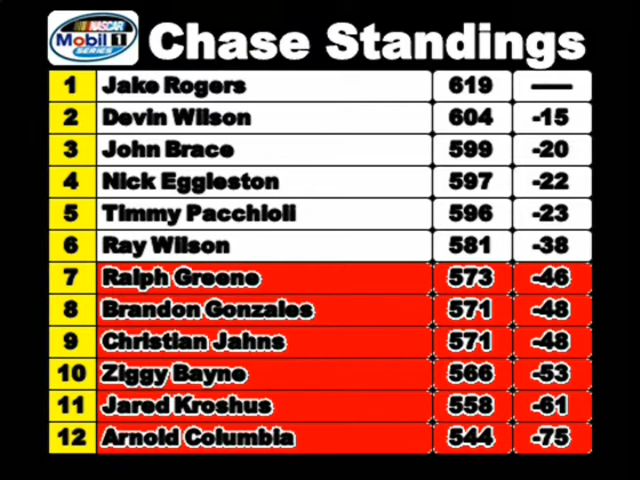 NASCAR
Mobil 1
SERIES
Chase Standings
1 Jake Rogers 619 —
2 Devin Wilson 604 -15
3 John Brace 599 -20
4 Nick Eggleston 597 -22
5 Timmy Pacchioli 596 -23
6 Ray Wilson 581 -38
7 Ralph Greene 573 -46
8 Brandon Gonzales 571 -48
9 Christian Jahns 571 -48
10 Ziggy Bayne 566 -53
11 Jared Kroshus 558 -61
12 Arnold Columbia 544 -75